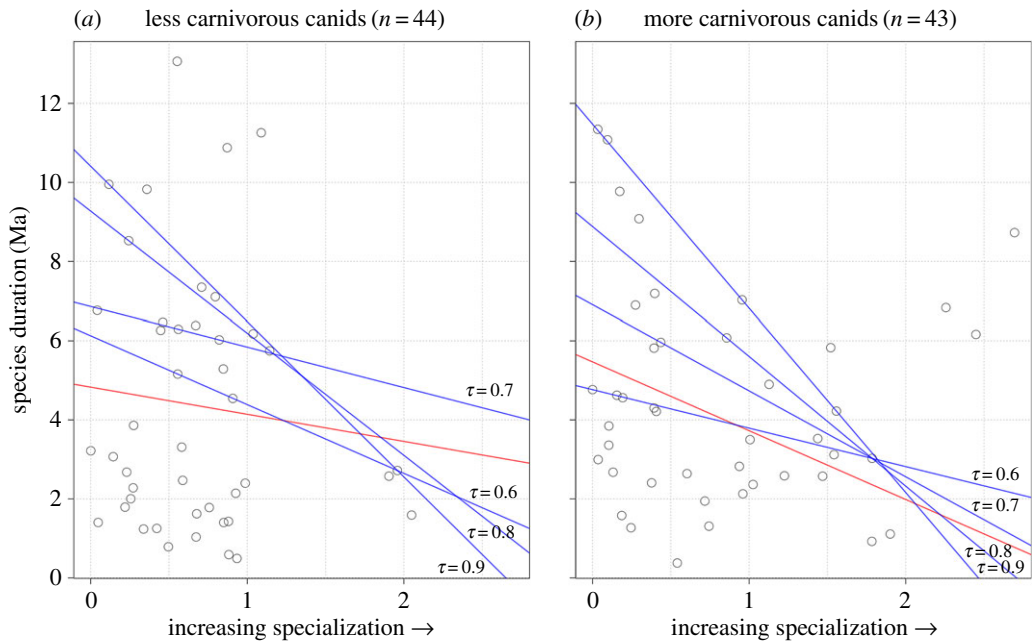 (a) less carnivorous canids (n = 44)
(b) more carnivorous canids (n = 43)
species duration (Ma)
12
10
8
6
4
2
0
τ = 0.7
τ = 0.6
τ = 0.8
τ = 0.9
τ = 0.6
τ = 0.7
τ = 0.8
τ = 0.9
0 1 2
0 1 2
increasing specialization →
increasing specialization →